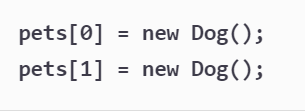 pets[0] = new Dog();
pets[1] = new Dog();